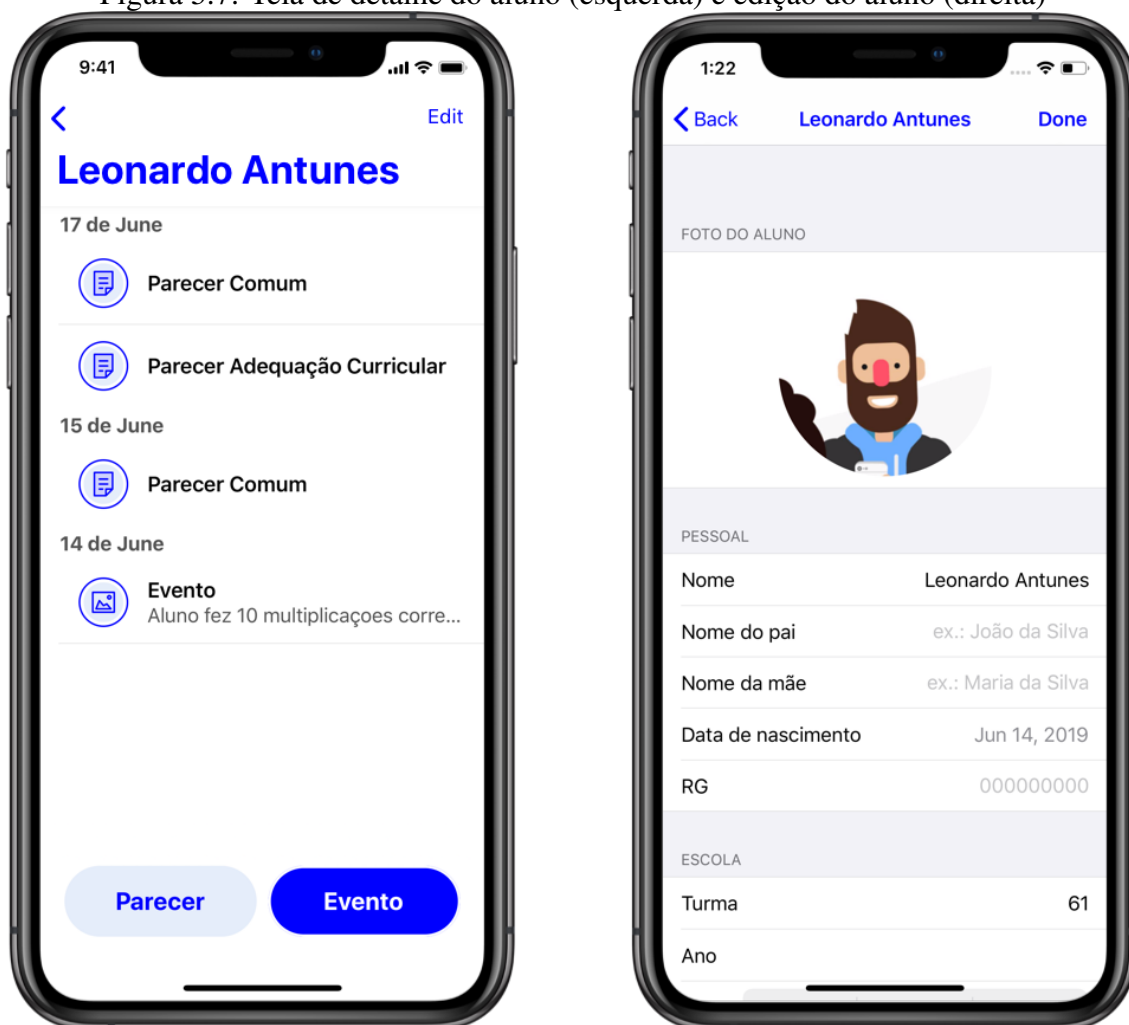 Figura 5.7: Tela de detalhe do aluno (esquerda) e edição do aluno (direita)
9:41
Edit
Leonardo Antunes
17 de June
Parecer Comum
Parecer Adequação Curricular
15 de June
Parecer Comum
14 de June
Evento
Aluno fez 10 multiplicaçoes corre...
Parecer
Evento
1:22
Back
Leonardo Antunes
Done
FOTO DO ALUNO
PESSOAL
Nome
Leonardo Antunes
Nome do pai
ex.: João da Silva
Nome da mãe
ex.: Maria da Silva
Data de nascimento
Jun 14, 2019
RG
000000000
ESCOLA
Turma
61
Ano